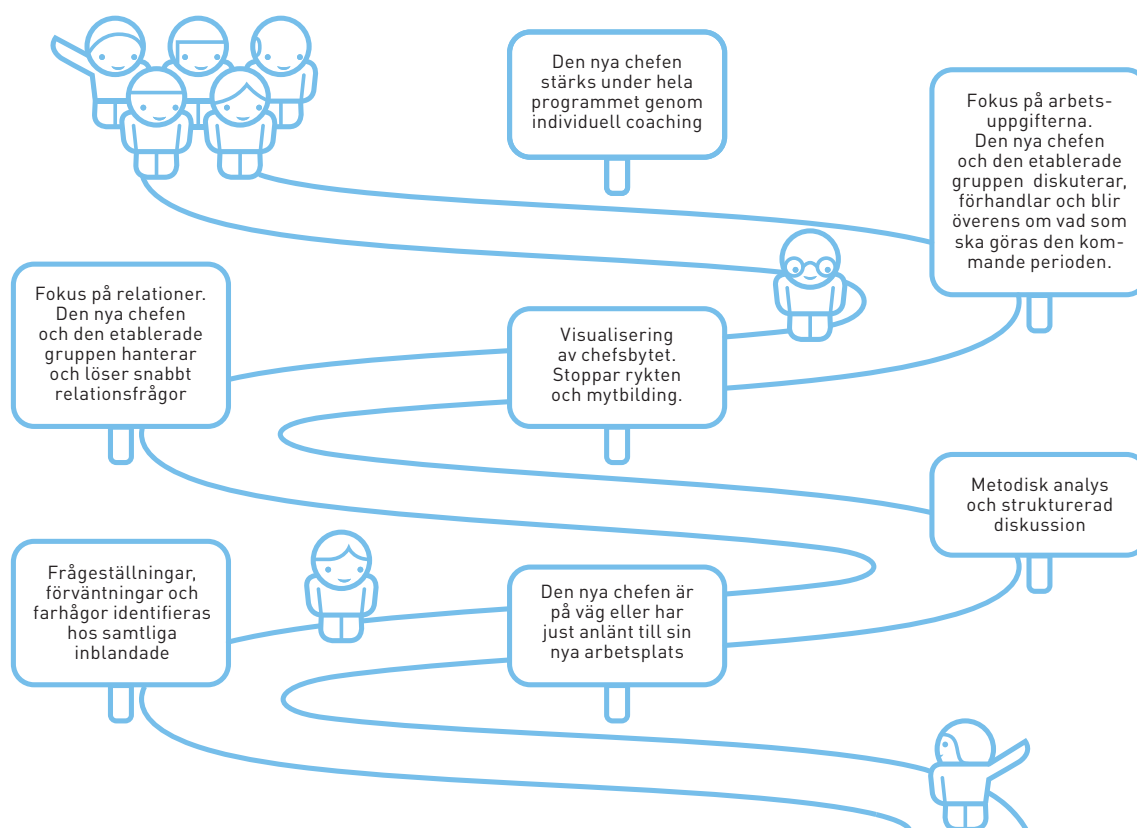 Den nya chefen
stärks under hela
programmet genom
individuell coaching
Fokus på arbets-
uppgifterna.
Den nya chefen
och den etablerade
gruppen diskuterar,
förhandlar och blir
överens om vad som
ska göras den kom-
mande perioden.
Fokus på relationer.
Den nya chefen
och den etablerade
gruppen hanterar
och löser snabbt
relationsfrågor
Visualisering
av chefsbytet.
Stoppar rykten
och mytbilding.
Metodisk analys
och strukturerad
diskussion
Frågeställningar,
förväntningar och
farhågor identifieras
hos samtliga
inblandade
Den nya chefen är
på väg eller har
just anlänt till sin
nya arbetsplats